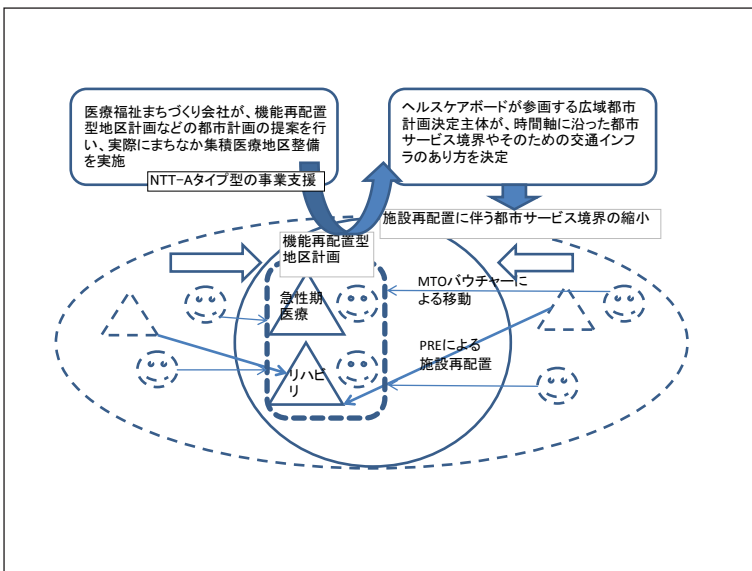 医療福祉まちづくり会社が、機能再配置
型地区計画などの都市計画の提案を行
い、実際にまちなか集積医療地区整備
を実施
NTT-Aタイプ型の事業支援
ヘルスケアボードが参画する広域都市
計画決定主体が、時間軸に沿った都市
サービス境界やそのための交通インフ
ラのあり方を決定
施設再配置に伴う都市サービス境界の縮小
機能再配置型
地区計画
急性期
医療
リハビ
リ
MTOバウチャーに
よる移動
PREによる
施設再配置